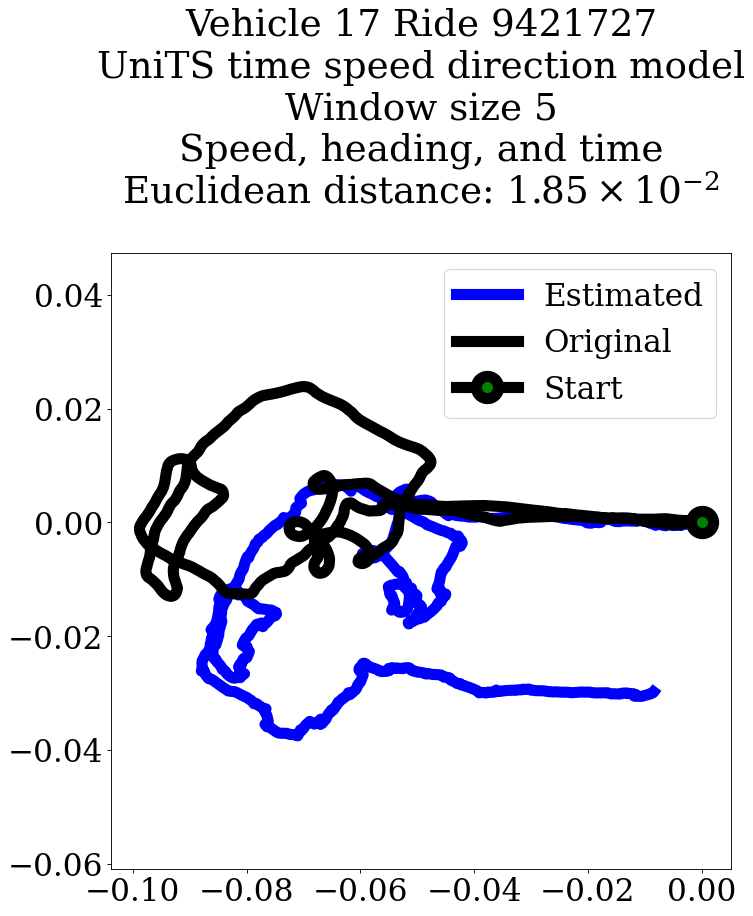 Vehicle 17 Ride 9421727
UniTS time speed direction model
Window size 5
Speed, heading, and time
Euclidean distance: 1.85 × 10⁻²
Estimated
Original
Start
0.04
0.02
0.00
−0.02
−0.04
−0.06
−0.10 −0.08 −0.06 −0.04 −0.02 0.00